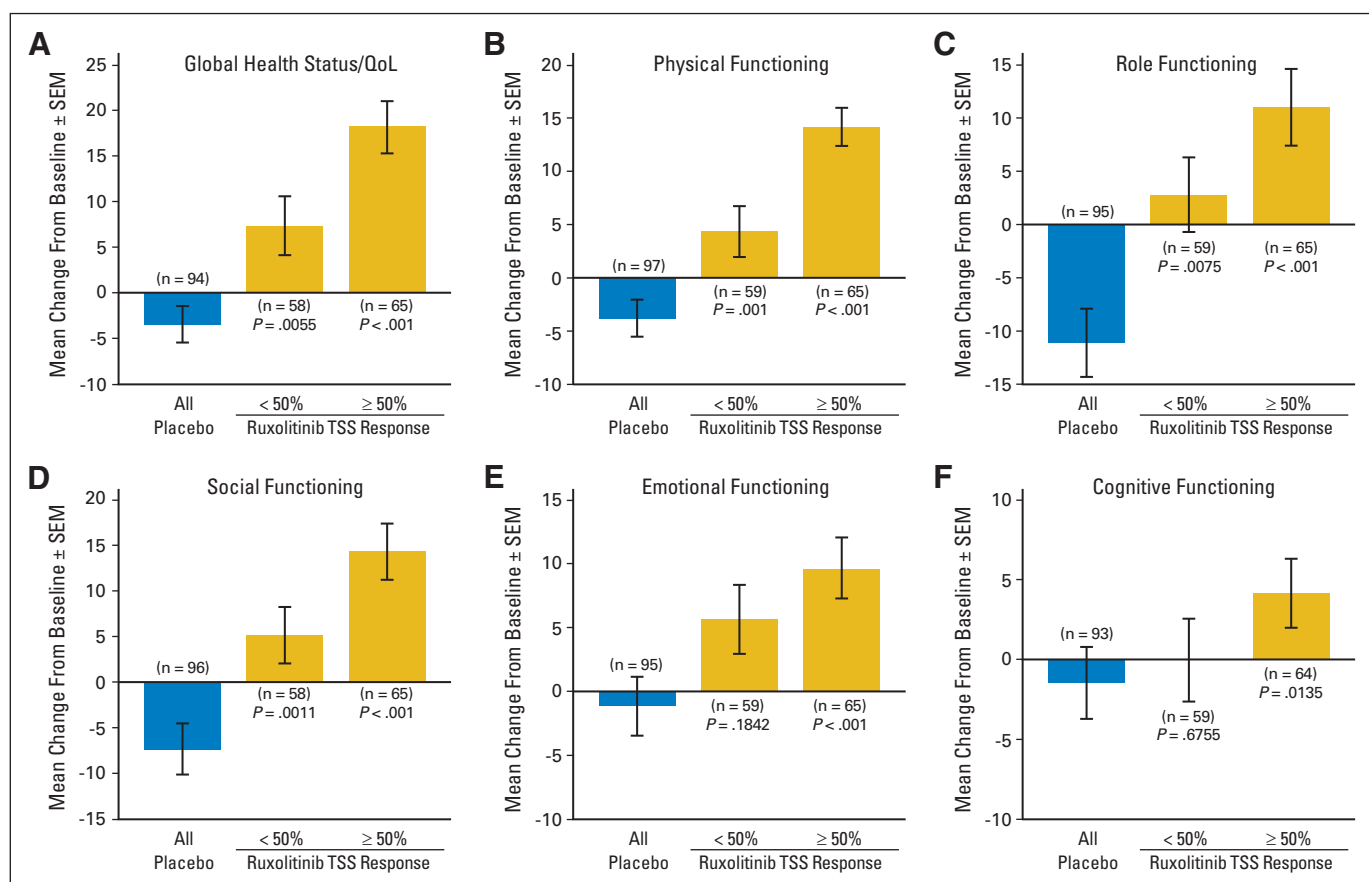 A
Global Health Status/QoL
Mean Change From Baseline ± SEM
25
20
15
10
5
0
-5
-10
(n = 94)
(n = 58)
P = .0055
(n = 65)
P < .001
All
Placebo
< 50%
≥ 50%
Ruxolitinib TSS Response
B
Physical Functioning
Mean Change From Baseline ± SEM
20
15
10
5
0
-5
-10
(n = 97)
(n = 59)
P = .001
(n = 65)
P < .001
All
Placebo
< 50%
≥ 50%
Ruxolitinib TSS Response
C
Role Functioning
Mean Change From Baseline ± SEM
15
10
5
0
-5
-10
-15
(n = 95)
(n = 59)
P = .0075
(n = 65)
P < .001
All
Placebo
< 50%
≥ 50%
Ruxolitinib TSS Response
D
Social Functioning
Mean Change From Baseline ± SEM
20
15
10
5
0
-5
-10
-15
(n = 96)
(n = 58)
P = .0011
(n = 65)
P < .001
All
Placebo
< 50%
≥ 50%
Ruxolitinib TSS Response
E
Emotional Functioning
Mean Change From Baseline ± SEM
15
10
5
0
-5
-10
(n = 95)
(n = 59)
P = .1842
(n = 65)
P < .001
All
Placebo
< 50%
≥ 50%
Ruxolitinib TSS Response
F
Cognitive Functioning
Mean Change From Baseline ± SEM
10
5
0
-5
-10
(n = 93)
(n = 59)
P = .6755
(n = 64)
P = .0135
All
Placebo
< 50%
≥ 50%
Ruxolitinib TSS Response